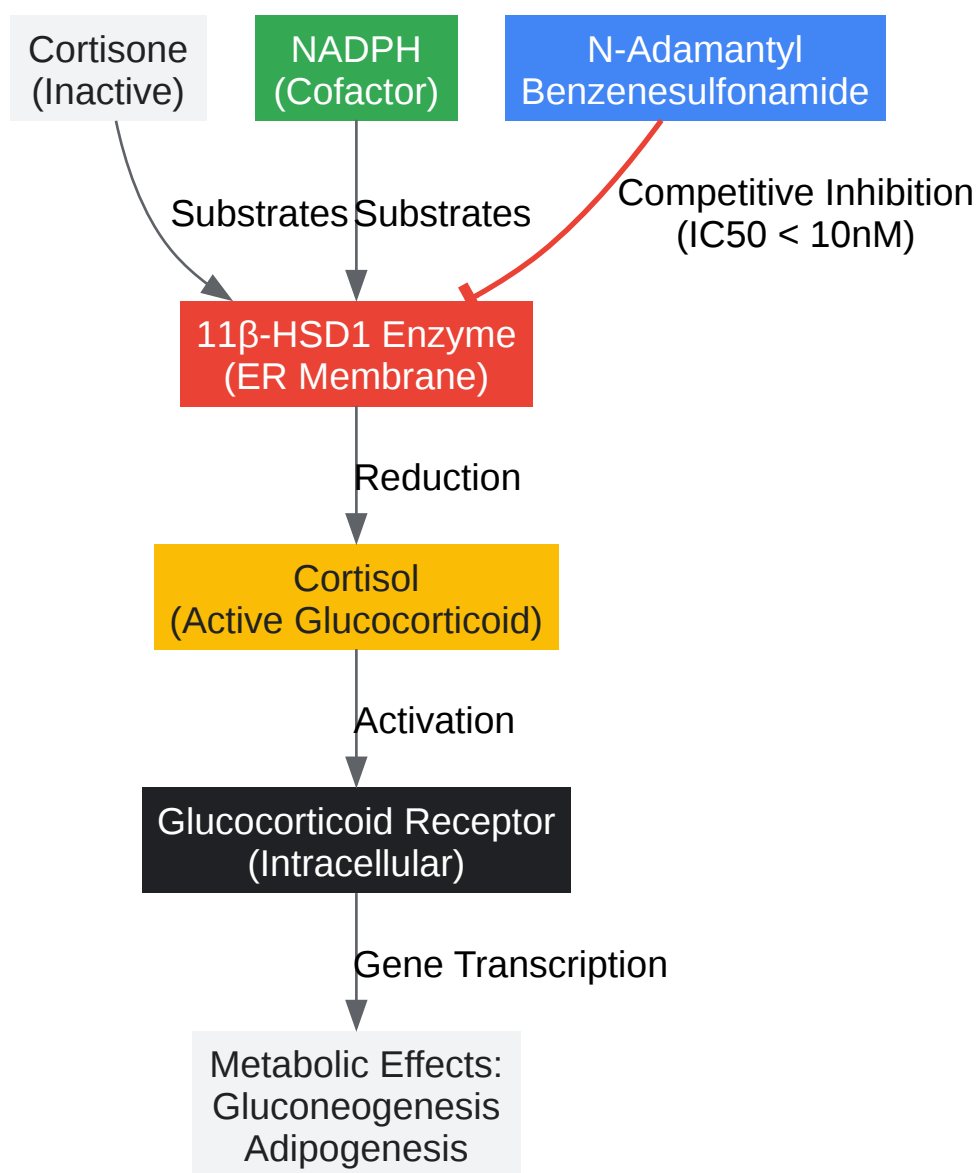 Cortisone
(Inactive)
NADPH
(Cofactor)
N-Adamantyl
Benzenesulfonamide
Substrates
Substrates
Competitive Inhibition
(IC50 < 10nM)
11β-HSD1 Enzyme
(ER Membrane)
Reduction
Cortisol
(Active Glucocorticoid)
Activation
Glucocorticoid Receptor
(Intracellular)
Gene Transcription
Metabolic Effects:
Gluconeogenesis
Adipogenesis